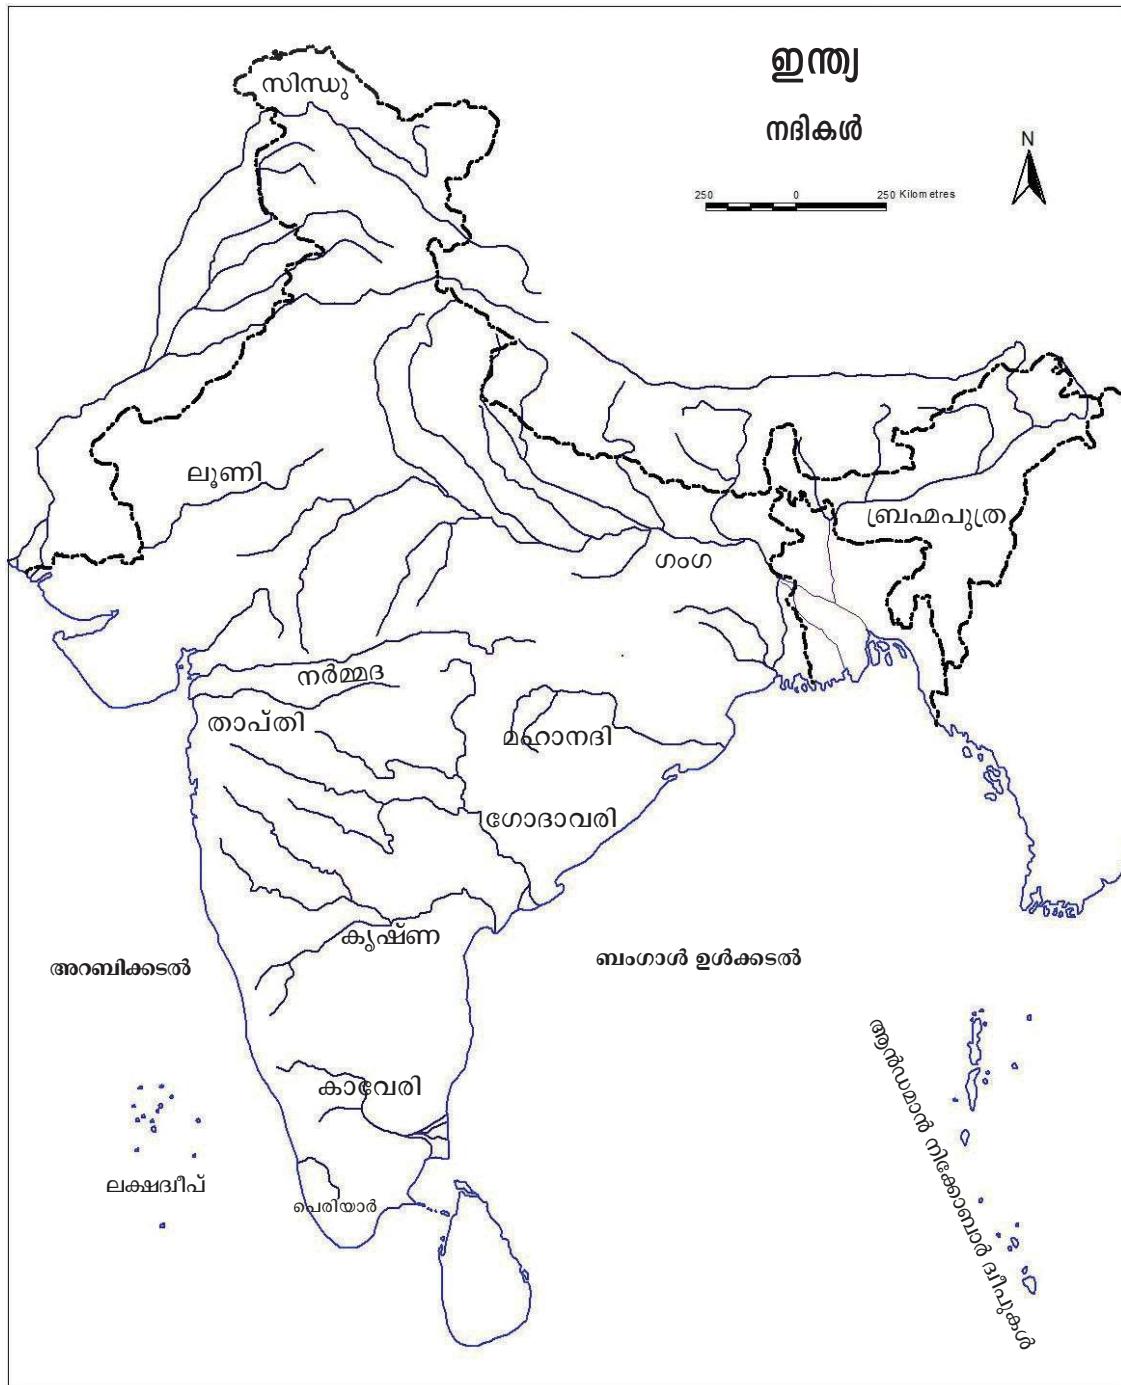 ഇന്ത്യ
നദികൾ
N
250 0 250 Kilometres
സിന്ധു
ലൂണി
ബ്രഹ്മപുത്ര
ഗംഗ
നർമ്മദ
താപ്തി
മഹാനദി
ഗോദാവരി
കൃഷ്ണ
അറബിക്കടൽ
ബംഗാൾ ഉൾക്കടൽ
ആൻഡമാൻ നിക്കോബാർ ദ്വീപുകൾ
കാവേരി
ലക്ഷദ്വീപ്
പെരിയാർ